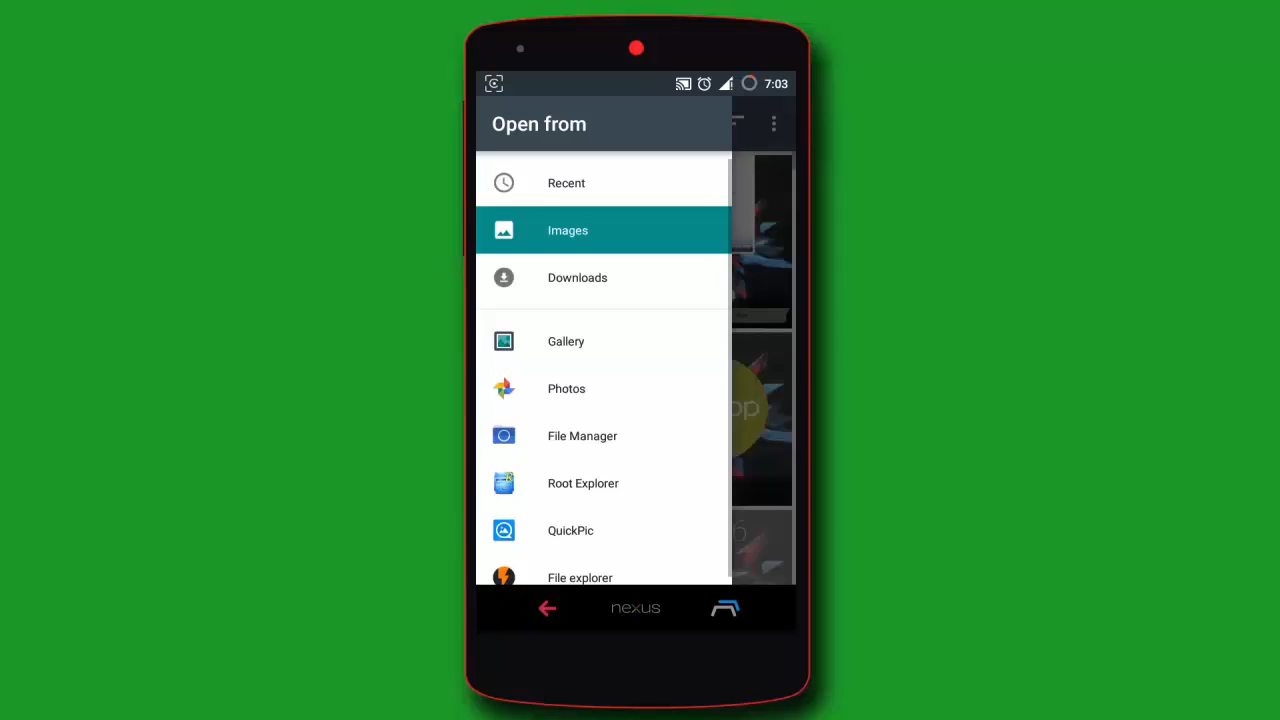 7:03
Open from
Recent
Images
Downloads
Gallery
Photos
File Manager
Root Explorer
QuickPic
File explorer
nexus